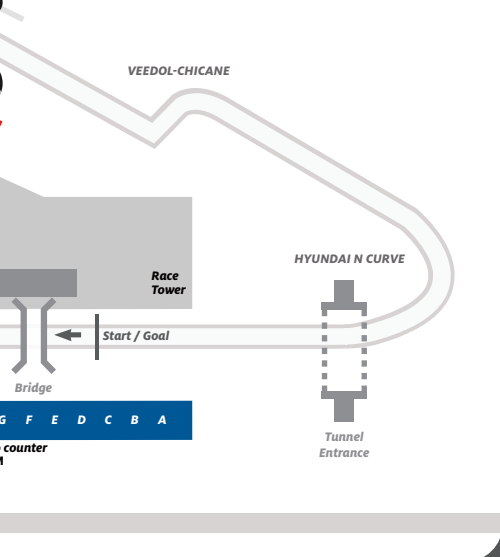 VEEDOL-CHICANE
HYUNDAI N CURVE
Race
Tower
Start / Goal
Bridge
G F E D C B A
counter
Tunnel
Entrance